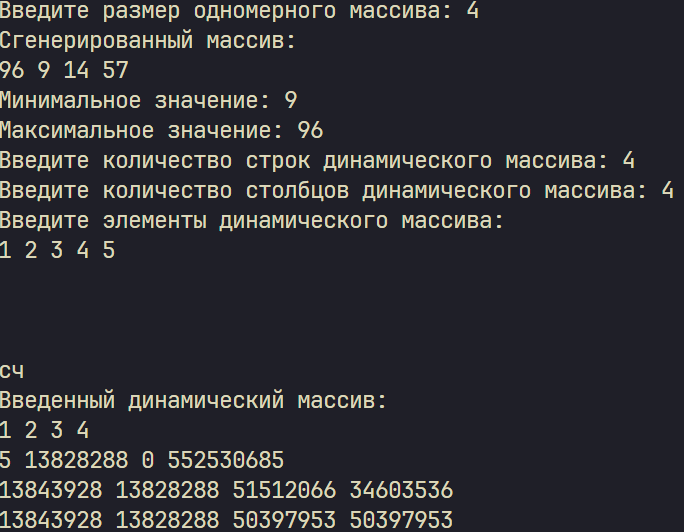 Введите размер одномерного массива: 4
Сгенерированный массив:
96 9 14 57
Минимальное значение: 9
Максимальное значение: 96
Введите количество строк динамического массива: 4
Введите количество столбцов динамического массива: 4
Введите элементы динамического массива:
1 2 3 4 5
сч
Введенный динамический массив:
1 2 3 4
5 13828288 0 552530685
13843928 13828288 51512066 34603536
13843928 13828288 50397953 50397953